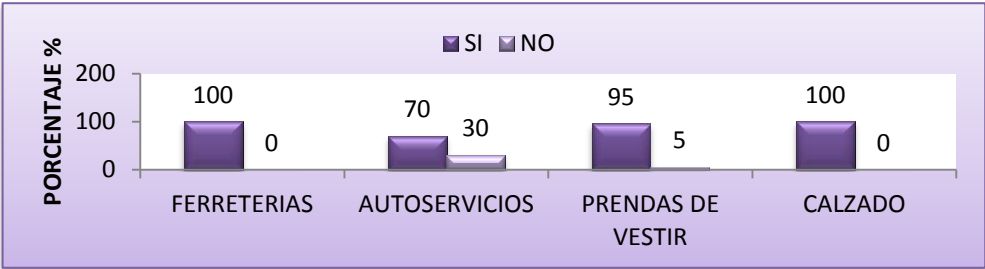 SI NO
PORCENTAJE %
200
100
0
100
0
70
30
95
5
100
0
FERRETERIAS
AUTOSERVICIOS
PRENDAS DE
VESTIR
CALZADO